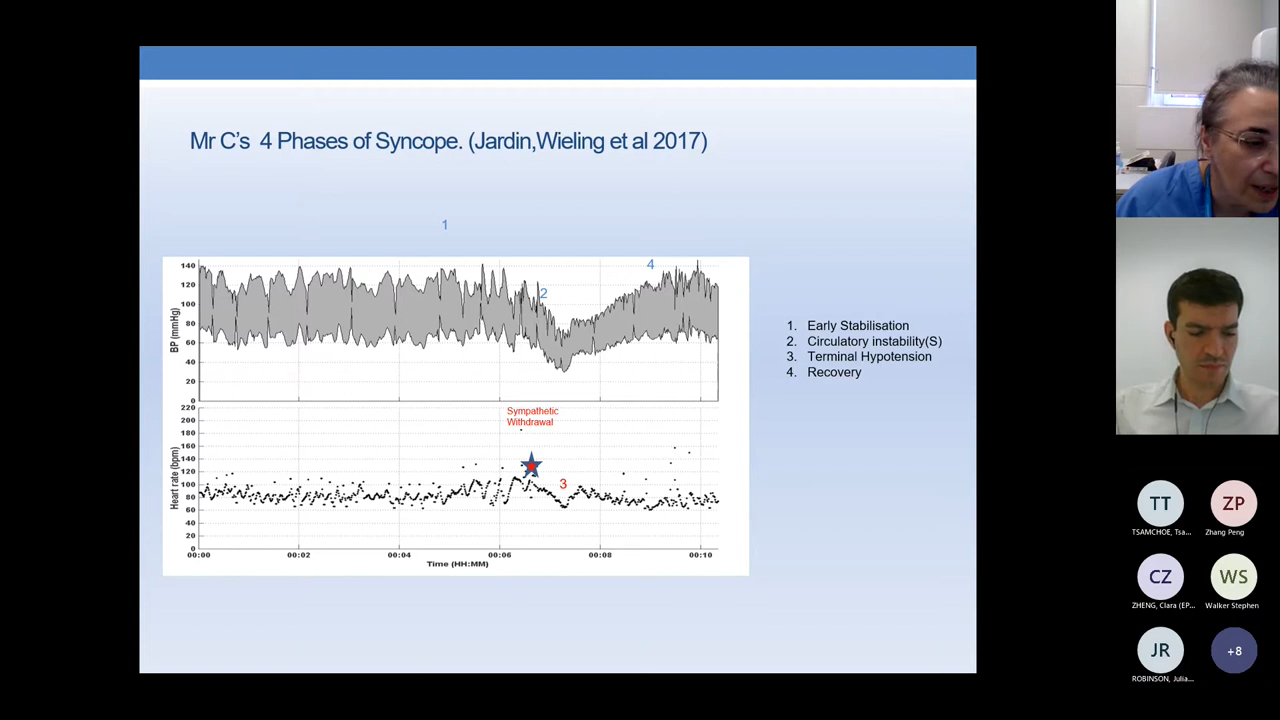 Mr C's 4 Phases of Syncope. (Jardin,Wieling et al 2017)
1
4
2
140
120
100
80
60
40
20
0
BP (mmHg)
1. Early Stabilisation
2. Circulatory instability(S)
3. Terminal Hypotension
4. Recovery
Sympathetic
Withdrawal
3
220
200
180
160
140
120
100
80
60
40
20
0
Heart rate (bpm)
00:00 00:02 00:04 00:06 00:08 00:10
Time (HH:MM)
TT
TSAMCHOE, Tsa...
ZP
Zhang Peng
CZ
ZHENG, Clara (EP...
WS
Walker Stephen
JR
ROBINSON, Julia...
+8